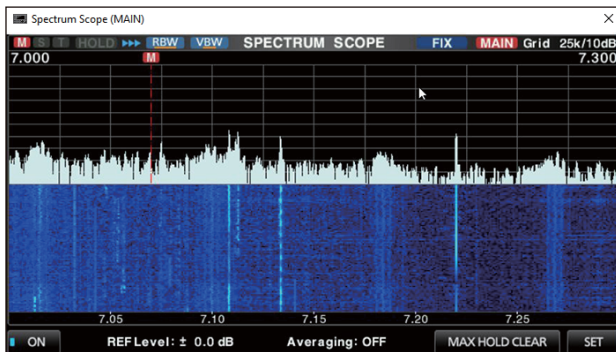 Spectrum Scope (MAIN)
M S T HOLD RBW VBW SPECTRUM SCOPE FIX MAIN Grid 25k/10dB
7.000 M 7.300
7.05 7.10 7.15 7.20 7.25
ON REF Level: ± 0.0 dB Averaging: OFF MAX HOLD CLEAR SET